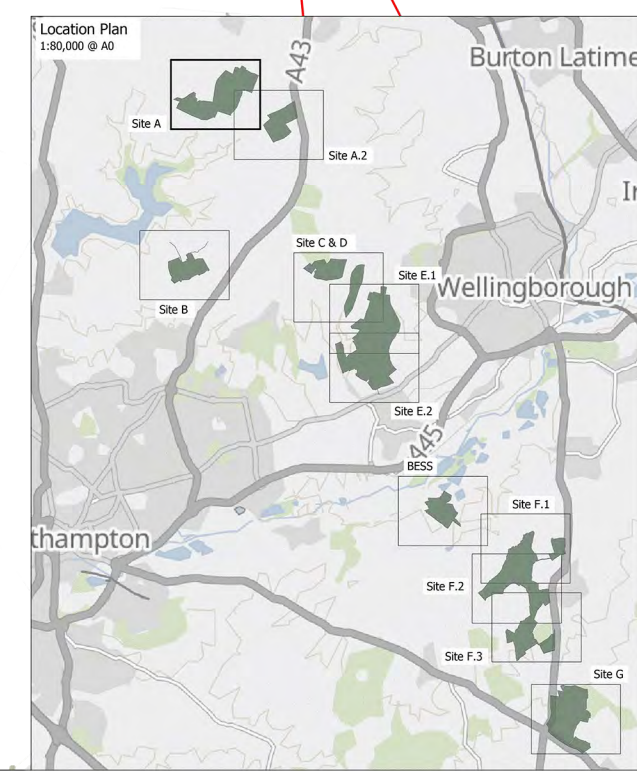 Location Plan
1:80,000 @ A0
A43
Burton Latime
Site A
Site A.2
Ir
Site C & D
Site E.1
Wellingborough
Site B
Site E.2
A45
BESS
Site F.1
thampton
Site F.2
Site F.3
Site G